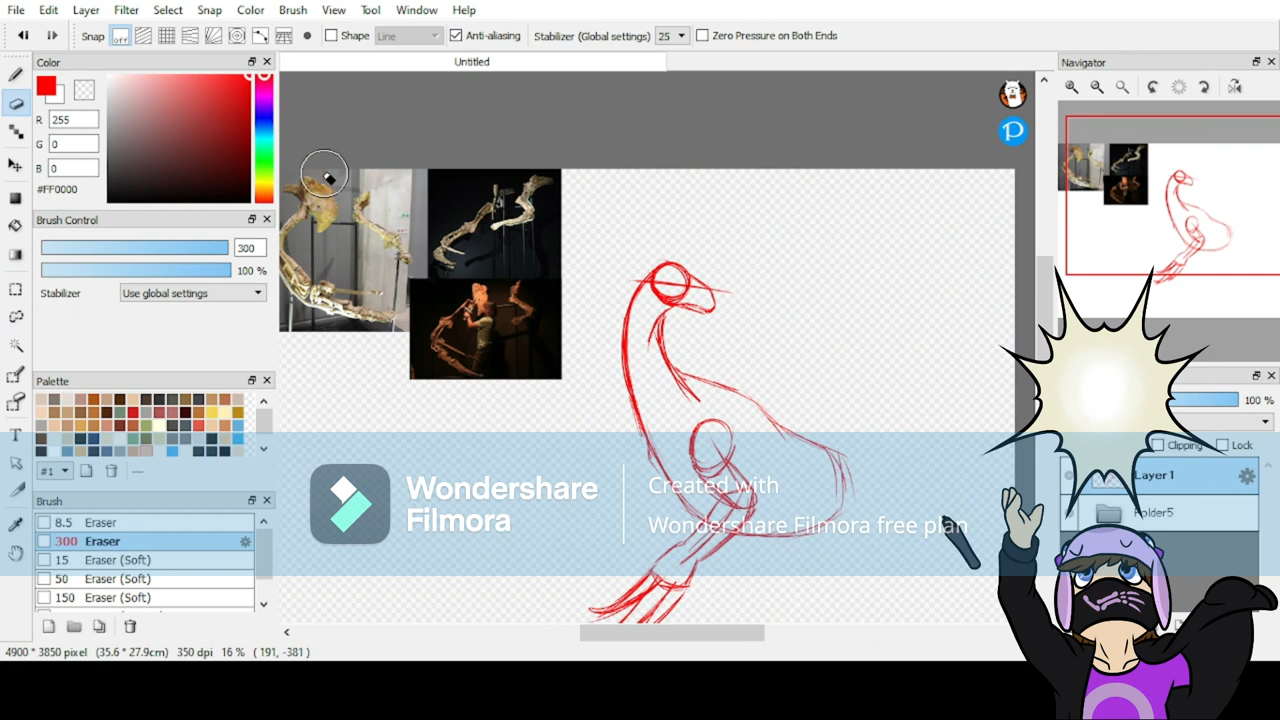 File Edit Layer Filter Select Snap Color Brush View Tool Window Help
Snap off Shape Line Anti-aliasing Stabilizer (Global settings) 25 Zero Pressure on Both Ends
Color
Untitled
Navigator
R 255
G 0
B 0
#FF0000
Brush Control
300
100 %
Stabilizer Use global settings
Palette
100 %
Clipping Lock
#1
Layer 1
Folder5
Wondershare
Filmora
Created with
Wondershare Filmora free plan
Brush
8.5 Eraser
300 Eraser
15 Eraser (Soft)
50 Eraser (Soft)
150 Eraser (Soft)
4900 * 3850 pixel (35.6 * 27.9cm) 350 dpi 16 % ( 191, -381 )